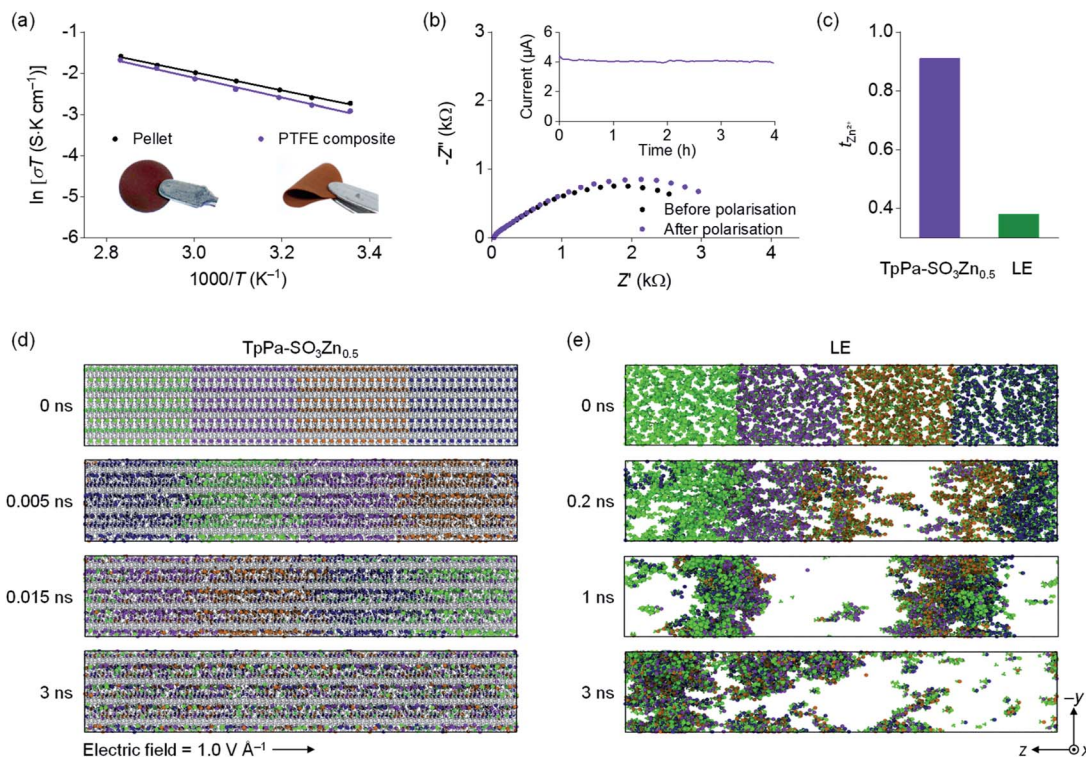 (a)
ln [σT (S·K cm⁻¹)]
-1
-2
-3
-4
-5
-6
Pellet
PTFE composite
2.8
3.0
3.2
3.4
1000/T (K⁻¹)
(b)
-Z'' (kΩ)
3
2
1
0
Current (µA)
6
4
2
0
0
1
2
3
4
Time (h)
Before polarisation
After polarisation
0
1
2
3
4
Z' (kΩ)
(c)
t Zn²⁺
1.0
0.8
0.6
0.4
TpPa-SO₃Zn₀.₅
LE
(d)
TpPa-SO₃Zn₀.₅
0 ns
0.005 ns
0.015 ns
3 ns
Electric field = 1.0 V Å⁻¹
(e)
LE
0 ns
0.2 ns
1 ns
3 ns
–y
z
x